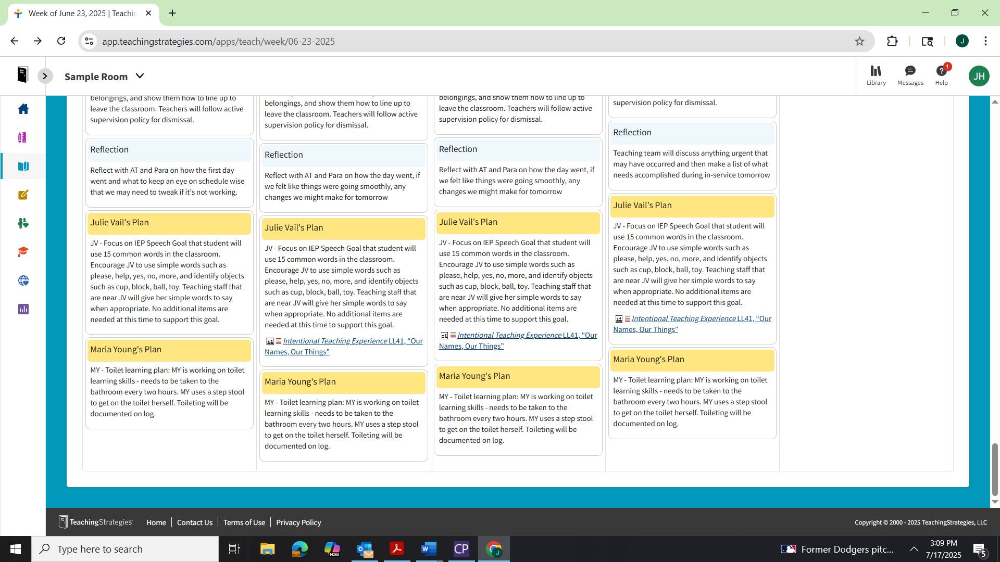 Week of June 23, 2025 | Teachin
app.teachingstrategies.com/apps/teach/week/06-23-2025
J
Sample Room
Library
Messages
1
Help
JH
belongings, and show them how to line up to
leave the classroom. Teachers will follow active
supervision policy for dismissal.
Reflection
Reflect with AT and Para on how the first day
went and what to keep an eye on schedule wise
that we may need to tweak if it's not working.
Julie Vail's Plan
JV - Focus on IEP Speech Goal that student will
use 15 common words in the classroom.
Encourage JV to use simple words such as
please, help, yes, no, more, and identify objects
such as cup, block, ball, toy. Teaching staff that
are near JV will give her simple words to say
when appropriate. No additional items are
needed at this time to support this goal.
Maria Young's Plan
MY - Toilet learning plan: MY is working on toilet
learning skills - needs to be taken to the
bathroom every two hours. MY uses a step stool
to get on the toilet herself. Toileting will be
documented on log.
belongings, and show them how to line up to
leave the classroom. Teachers will follow active
supervision policy for dismissal.
Reflection
Reflect with AT and Para on how the day went, if
we felt like things were going smoothly, any
changes we might make for tomorrow
Julie Vail's Plan
JV - Focus on IEP Speech Goal that student will
use 15 common words in the classroom.
Encourage JV to use simple words such as
please, help, yes, no, more, and identify objects
such as cup, block, ball, toy. Teaching staff that
are near JV will give her simple words to say
when appropriate. No additional items are
needed at this time to support this goal.
Intentional Teaching Experience LL41, “Our
Names, Our Things”
Maria Young's Plan
MY - Toilet learning plan: MY is working on toilet
learning skills - needs to be taken to the
bathroom every two hours. MY uses a step stool
to get on the toilet herself. Toileting will be
documented on log.
belongings, and show them how to line up to
leave the classroom. Teachers will follow active
supervision policy for dismissal.
Reflection
Reflect with AT and Para on how the day went, if
we felt like things were going smoothly, any
changes we might make for tomorrow
Julie Vail's Plan
JV - Focus on IEP Speech Goal that student will
use 15 common words in the classroom.
Encourage JV to use simple words such as
please, help, yes, no, more, and identify objects
such as cup, block, ball, toy. Teaching staff that
are near JV will give her simple words to say
when appropriate. No additional items are
needed at this time to support this goal.
Intentional Teaching Experience LL41, “Our
Names, Our Things”
Maria Young's Plan
MY - Toilet learning plan: MY is working on toilet
learning skills - needs to be taken to the
bathroom every two hours. MY uses a step stool
to get on the toilet herself. Toileting will be
documented on log.
supervision policy for dismissal.
Reflection
Teaching team will discuss anything urgent that
may have occurred and then make a list of what
needs accomplished during in-service tomorrow
Julie Vail's Plan
JV - Focus on IEP Speech Goal that student will
use 15 common words in the classroom.
Encourage JV to use simple words such as
please, help, yes, no, more, and identify objects
such as cup, block, ball, toy. Teaching staff that
are near JV will give her simple words to say
when appropriate. No additional items are
needed at this time to support this goal.
Intentional Teaching Experience LL41, “Our
Names, Our Things”
Maria Young's Plan
MY - Toilet learning plan: MY is working on toilet
learning skills - needs to be taken to the
bathroom every two hours. MY uses a step stool
to get on the toilet herself. Toileting will be
documented on log.
TeachingStrategies®
Home
Contact Us
Terms of Use
Privacy Policy
Copyright © 2000 - 2025 TeachingStrategies, LLC
Type here to search
M365
CP
J
Former Dodgers pitc...
3:09 PM
7/17/2025
5